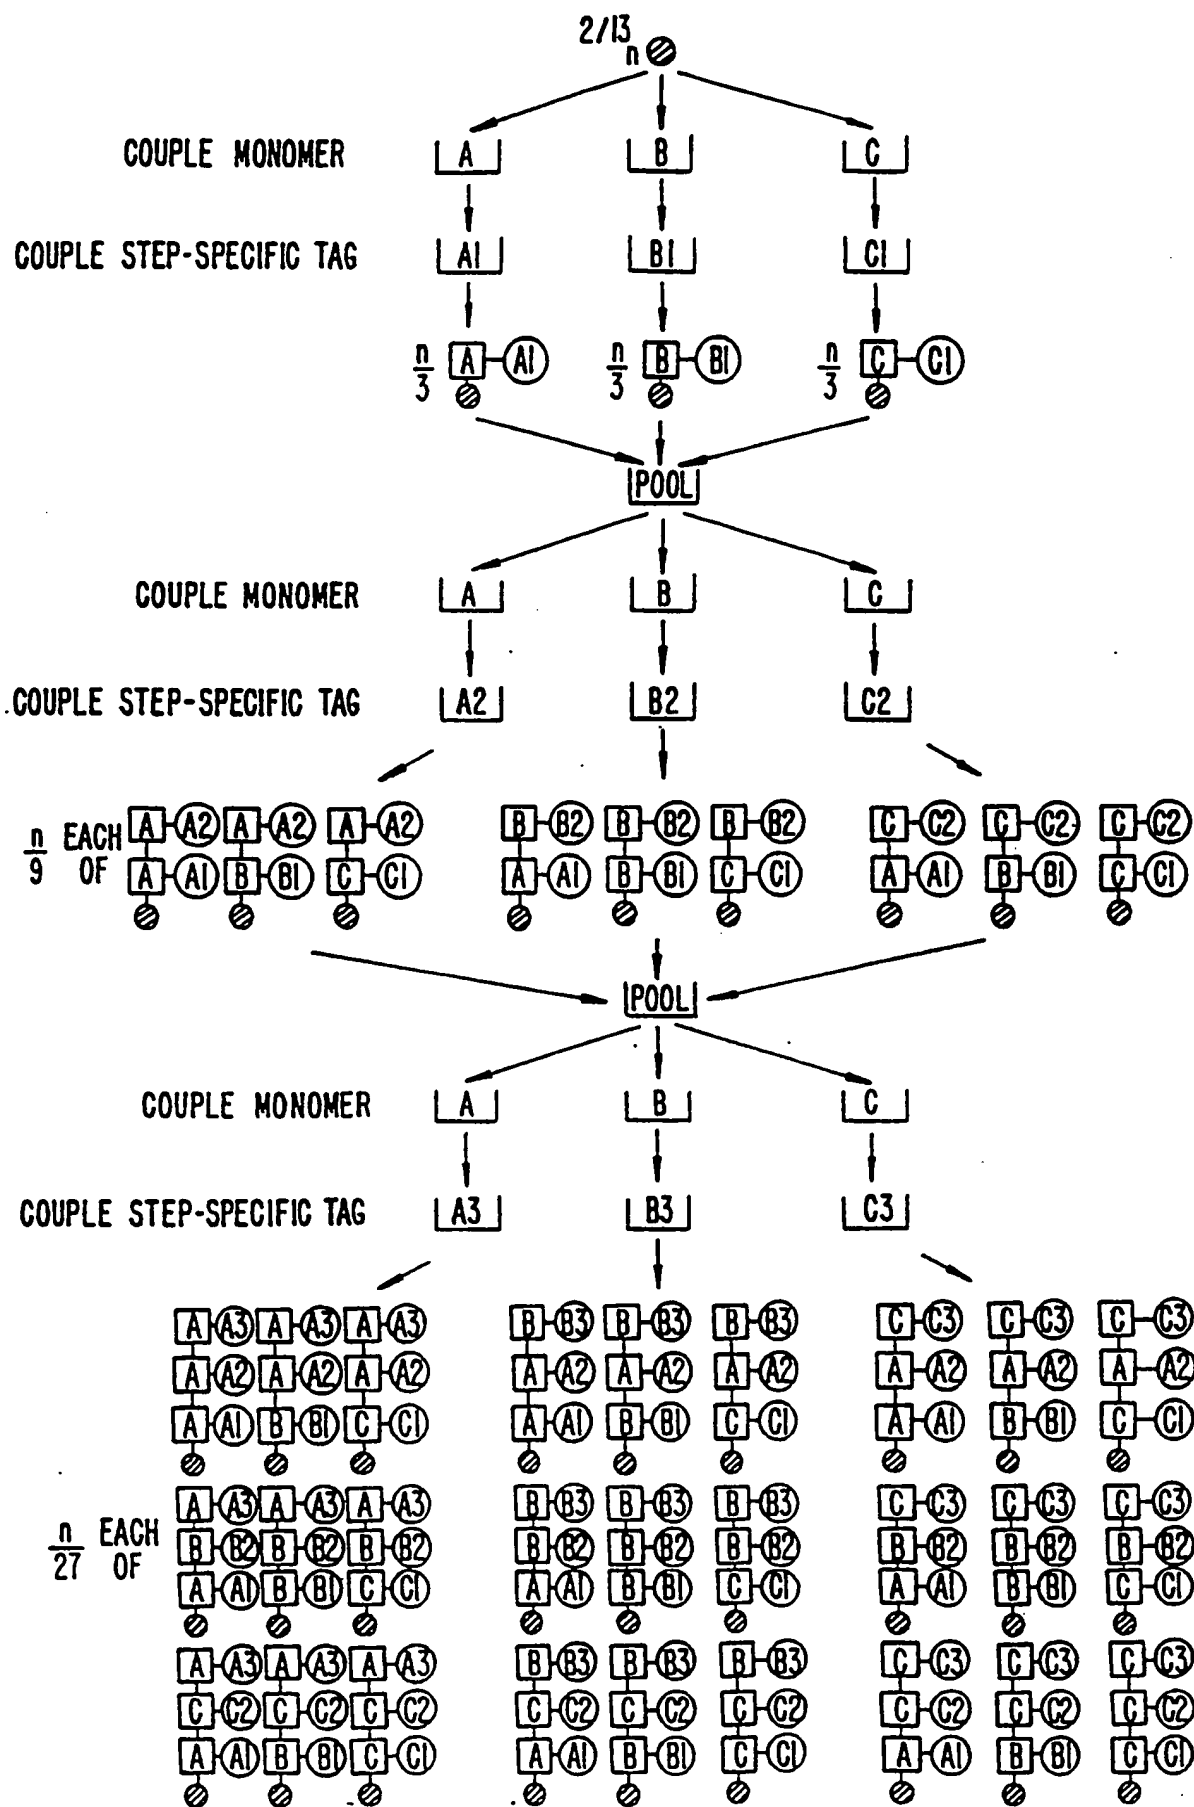 2/13
n
COUPLE MONOMER A B C
COUPLE STEP-SPECIFIC TAG A1 B1 C1
n/3 A A1 n/3 B B1 n/3 C C1
POOL
COUPLE MONOMER A B C
COUPLE STEP-SPECIFIC TAG A2 B2 C2
n/9 EACH OF
A A2 A A2 A A2 B B2 B B2 B B2 C C2 C C2 C C2
A A1 B B1 C C1 A A1 B B1 C C1 A A1 B B1 C C1
POOL
COUPLE MONOMER A B C
COUPLE STEP-SPECIFIC TAG A3 B3 C3
A A3 A A3 A A3 B B3 B B3 B B3 C C3 C C3 C C3
A A2 A A2 A A2 A A2 A A2 A A2 A A2 A A2 A A2
A A1 B B1 C C1 A A1 B B1 C C1 A A1 B B1 C C1
n/27 EACH OF
A A3 A A3 A A3 B B3 B B3 B B3 C C3 C C3 C C3
B B2 B B2 B B2 B B2 B B2 B B2 B B2 B B2 B B2
A A1 B B1 C C1 A A1 B B1 C C1 A A1 B B1 C C1
A A3 A A3 A A3 B B3 B B3 B B3 C C3 C C3 C C3
C C2 C C2 C C2 C C2 C C2 C C2 C C2 C C2 C C2
A A1 B B1 C C1 A A1 B B1 C C1 A A1 B B1 C C1